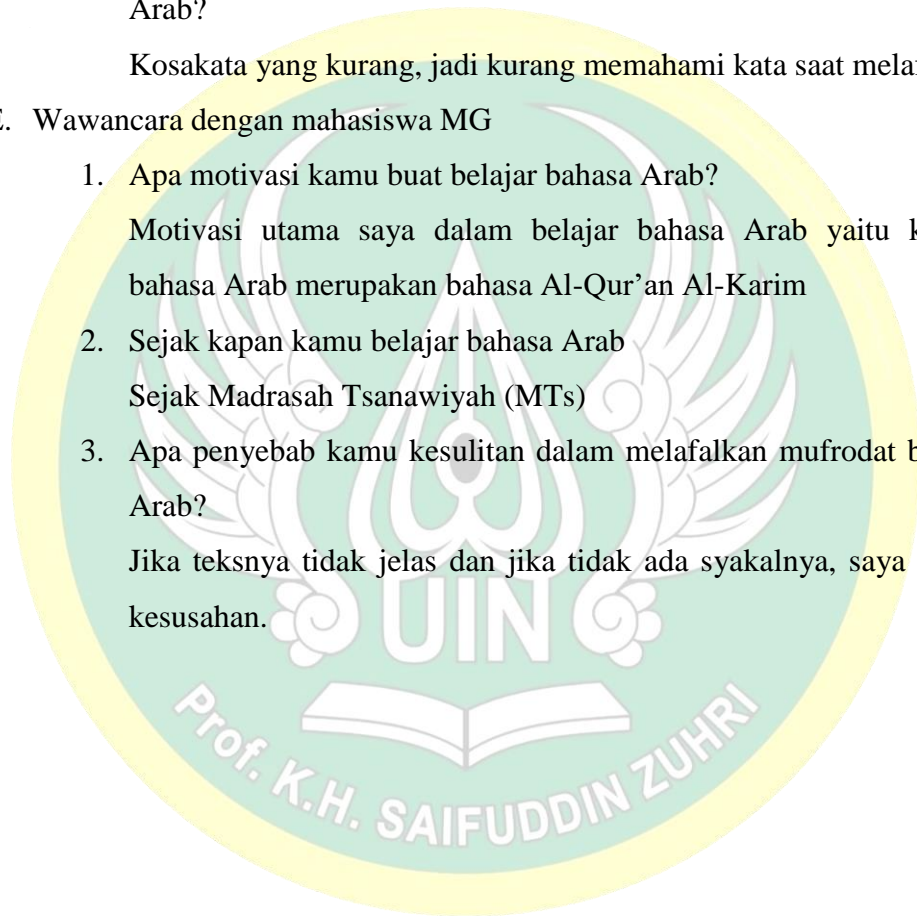 Arab?
Kosakata yang kurang, jadi kurang memahami kata saat
E. Wawancara dengan mahasiswa MG
1. Apa motivasi kamu buat belajar bahasa Arab?
Motivasi utama saya dalam belajar bahasa Arab yaitu
bahasa Arab merupakan bahasa Al-Qur'an Al-Karim
2. Sejak kapan kamu belajar bahasa Arab
Sejak Madrasah Tsanawiyah (MTs)
3. Apa penyebab kamu kesulitan dalam melafalkan mufrodat
Arab?
Jika teksnya tidak jelas dan jika tidak ada syakalnya, saya
kesusahan.
UIN
Prof. K.H. SAIFUDDIN ZUHRI